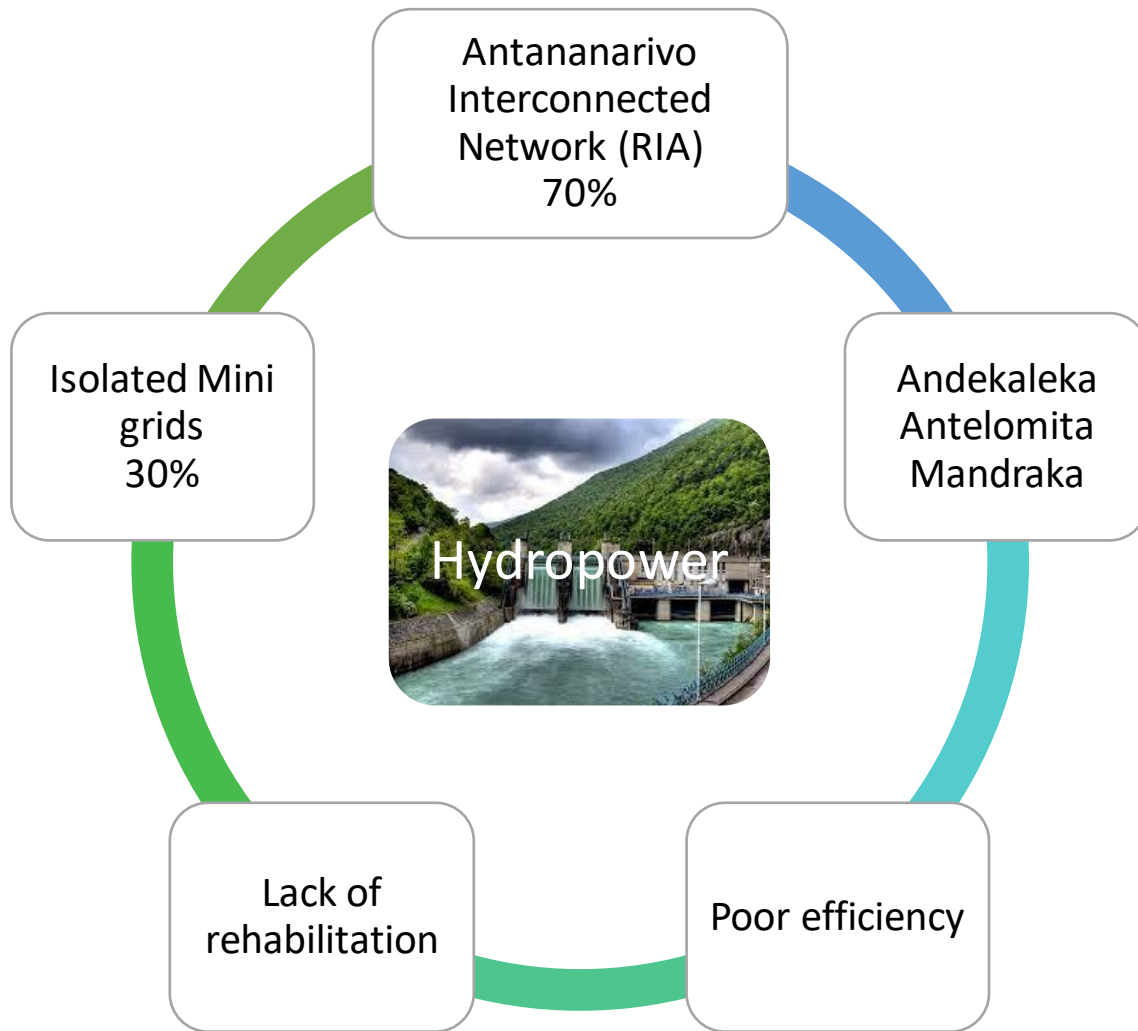 Antananarivo
Interconnected
Network (RIA)
70%
Andekaleka
Antelomita
Mandraka
Poor efficiency
Lack of
rehabilitation
Isolated Mini
grids
30%
Hydropower